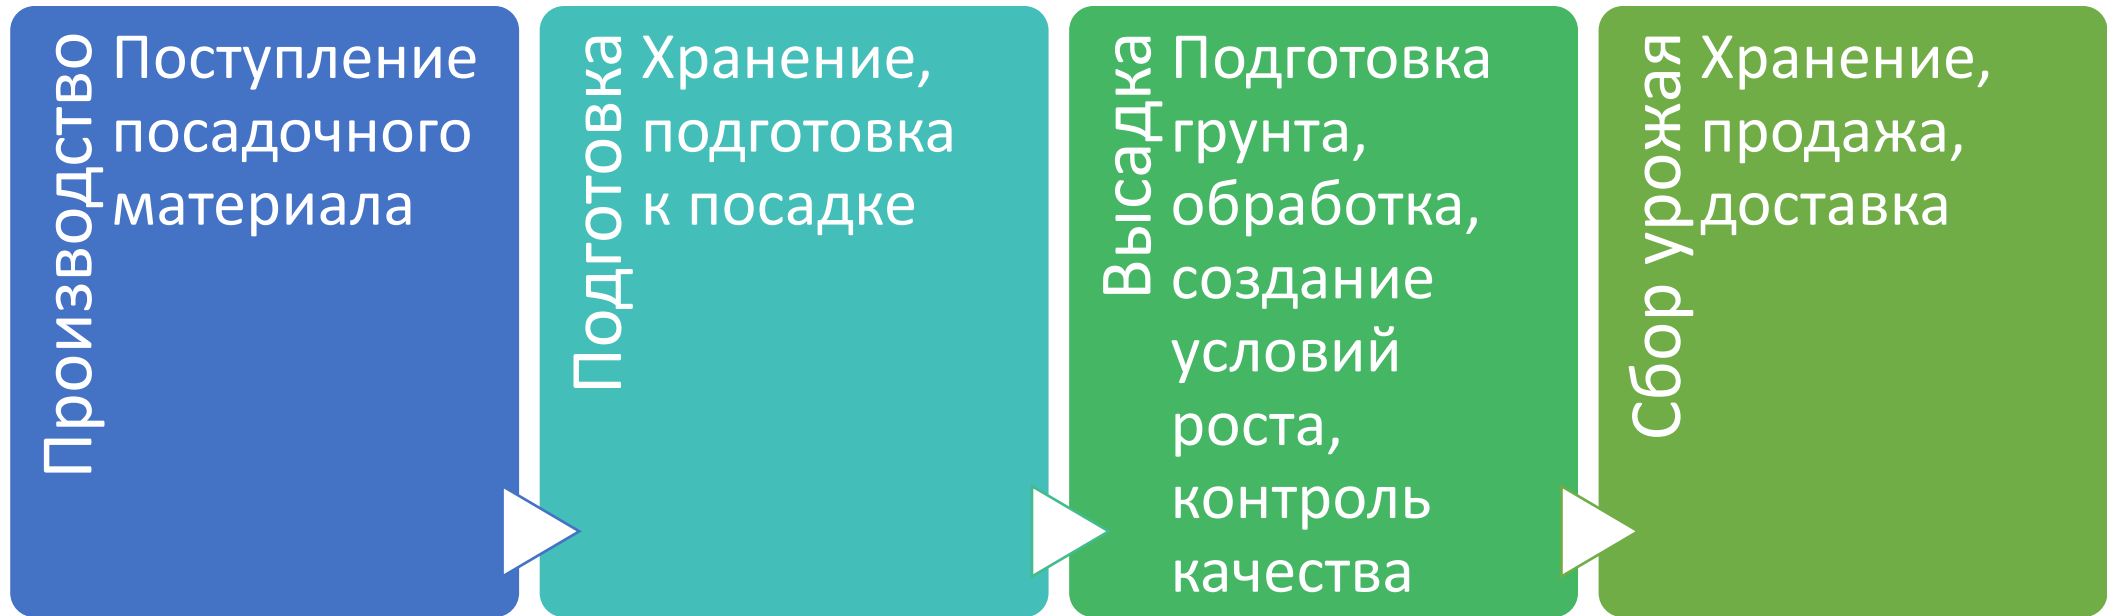 Производство
Поступление
посадочного
материала
Подготовка
Хранение,
подготовка
к посадке
Высадка
Подготовка
грунта,
обработка,
создание
условий
роста,
контроль
качества
Сбор урожая
Хранение,
продажа,
доставка